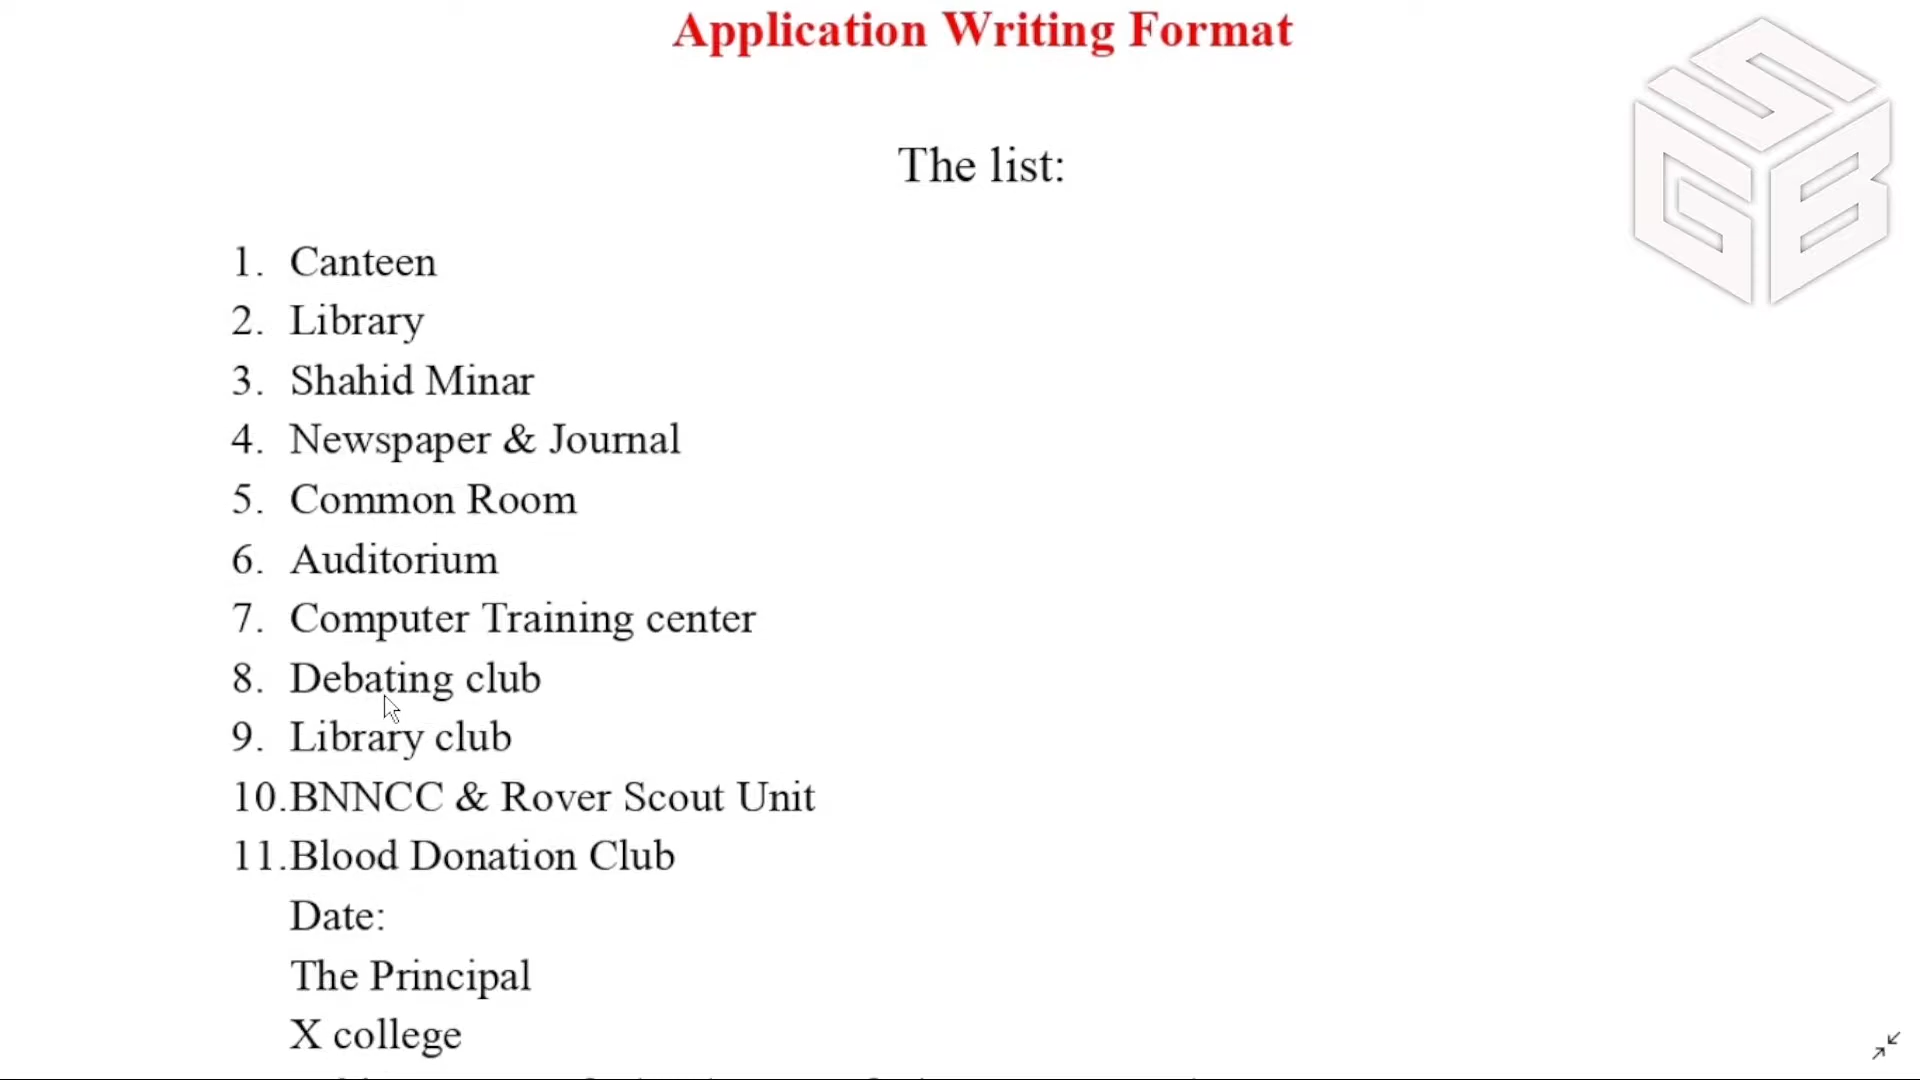 Application Writing Format
The list:
1. Canteen
2. Library
3. Shahid Minar
4. Newspaper & Journal
5. Common Room
6. Auditorium
7. Computer Training center
8. Debating club
9. Library club
10.BNNCC & Rover Scout Unit
11.Blood Donation Club
Date:
The Principal
X college
SGB